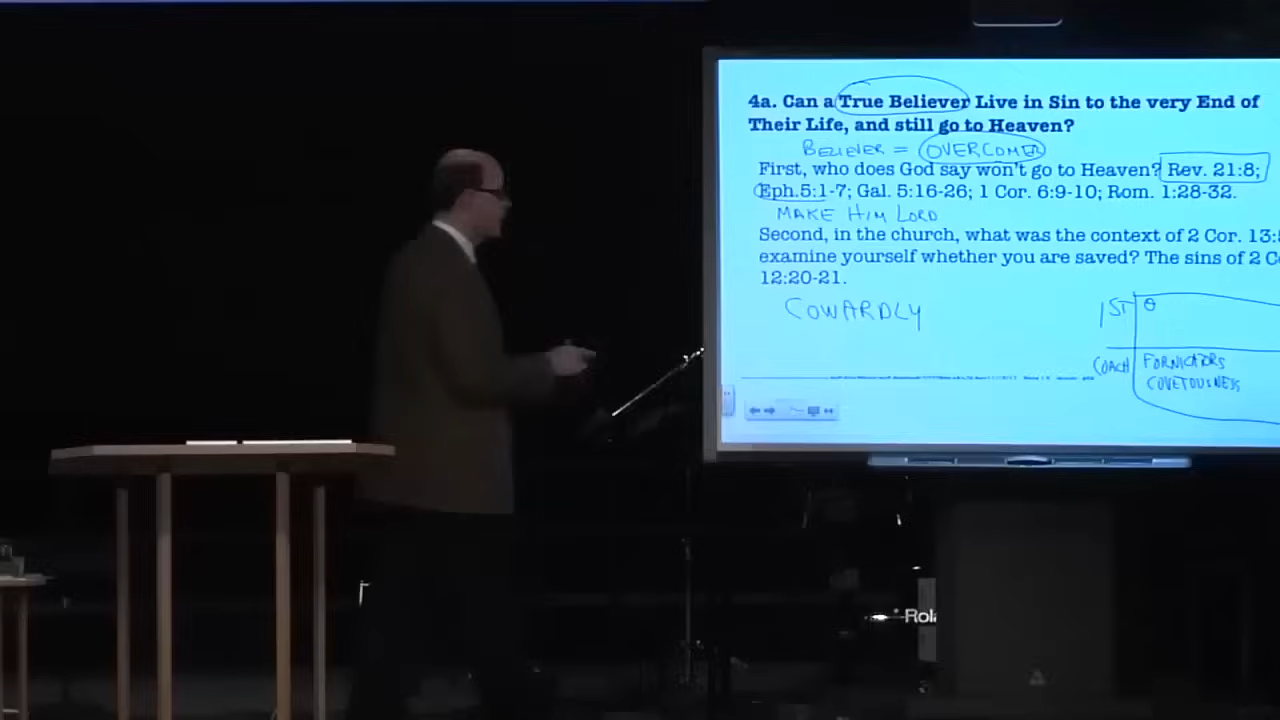 4a. Can a True Believer Live in Sin to the very End of
Their Life, and still go to Heaven?
BELIEVER = OVERCOMER
First, who does God say won't go to Heaven? Rev. 21:8;
Eph.5:1-7; Gal. 5:16-26; 1 Cor. 6:9-10; Rom. 1:28-32.
MAKE HIM LORD
Second, in the church, what was the context of 2 Cor. 13:5
examine yourself whether you are saved? The sins of 2 C
12:20-21.
COWARDLY
1ST
COACH FORNICATORS
COVETOUSNESS
Rola